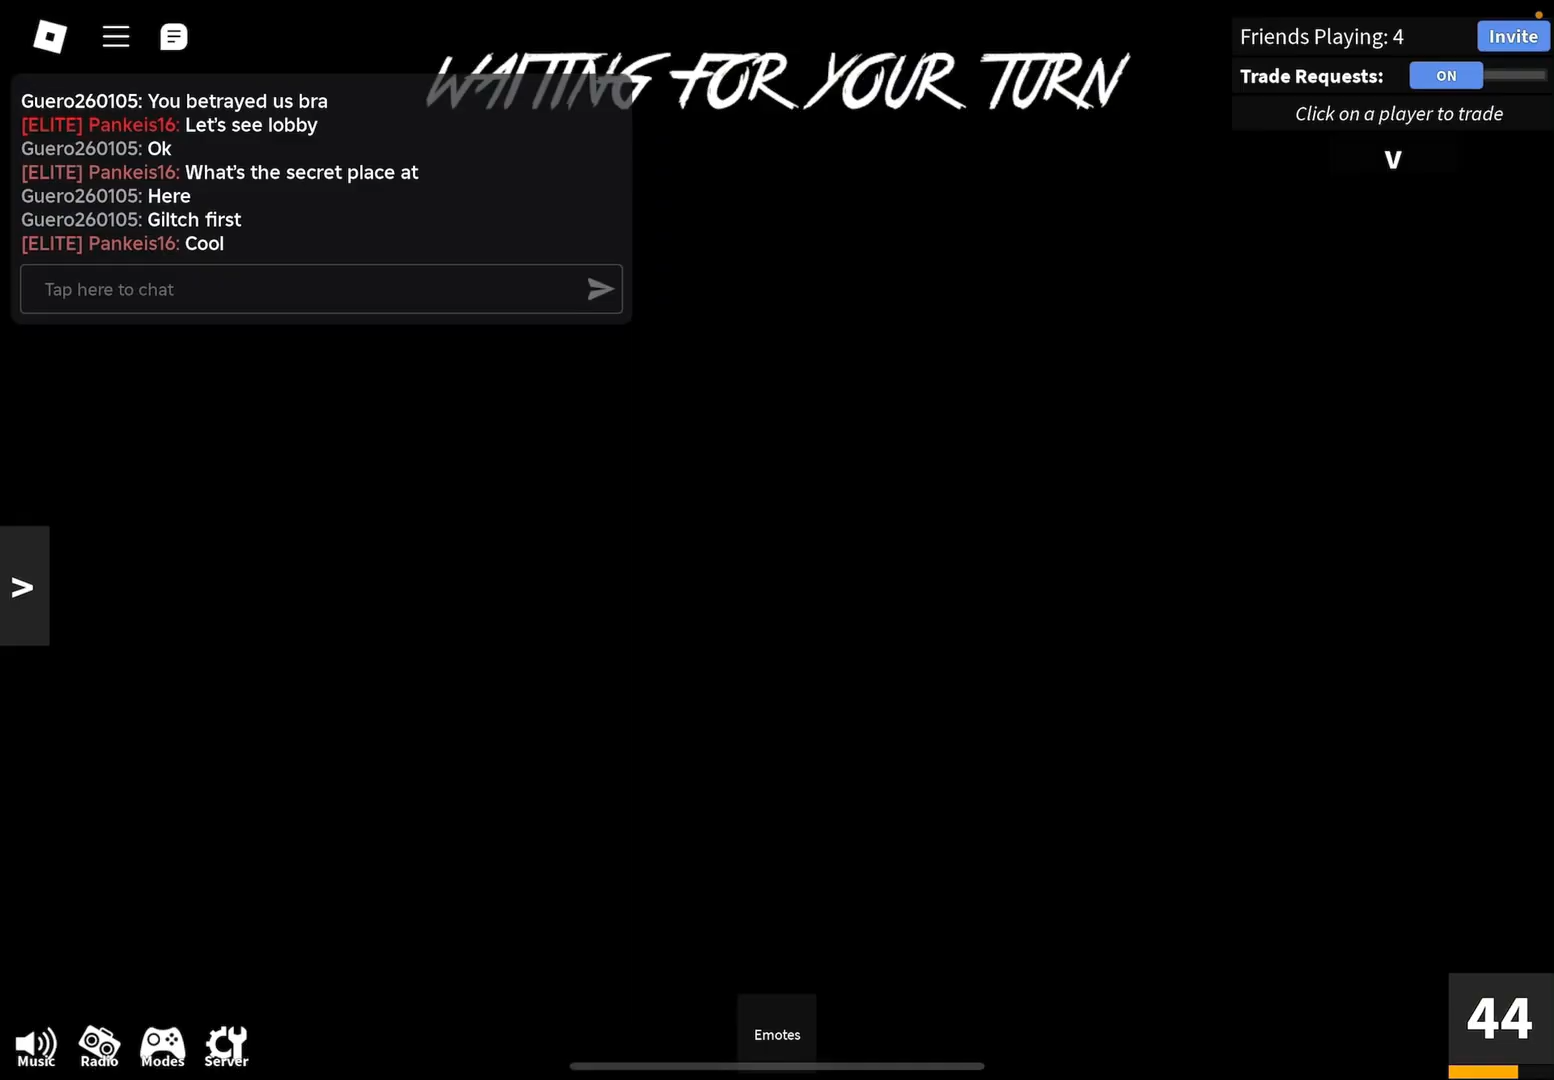 WAITING FOR YOUR TURN
Friends Playing: 4
Invite
Trade Requests:
ON
Click on a player to trade
V
Guero260105: You betrayed us bra
[ELITE] Pankeis16: Let's see lobby
Guero260105: Ok
[ELITE] Pankeis16: What's the secret place at
Guero260105: Here
Guero260105: Giltch first
[ELITE] Pankeis16: Cool
Tap here to chat
>
Music
Radio
Modes
Server
Emotes
44